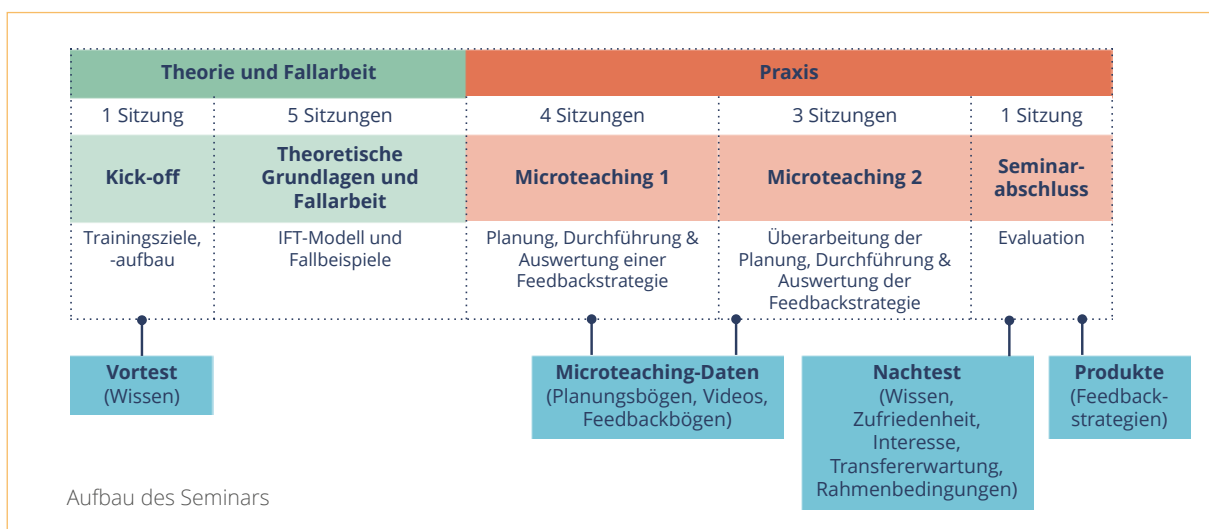 Theorie und Fallarbeit
Praxis
1 Sitzung
5 Sitzungen
4 Sitzungen
3 Sitzungen
1 Sitzung
Kick-off
Theoretische
Grundlagen und
Fallarbeit
Microteaching 1
Microteaching 2
Seminar-
abschluss
Trainingsziele,
-aufbau
IFT-Modell und
Fallbeispiele
Planung, Durchführung &
Auswertung einer
Feedbackstrategie
Überarbeitung der
Planung, Durchführung &
Auswertung der
Feedbackstrategie
Evaluation
Vortest
(Wissen)
Microteaching-Daten
(Planungsbögen, Videos,
Feedbackbögen)
Nachtest
(Wissen,
Zufriedenheit,
Interesse,
Transfererwartung,
Rahmenbedingungen)
Produkte
(Feedback-
strategien)
Aufbau des Seminars